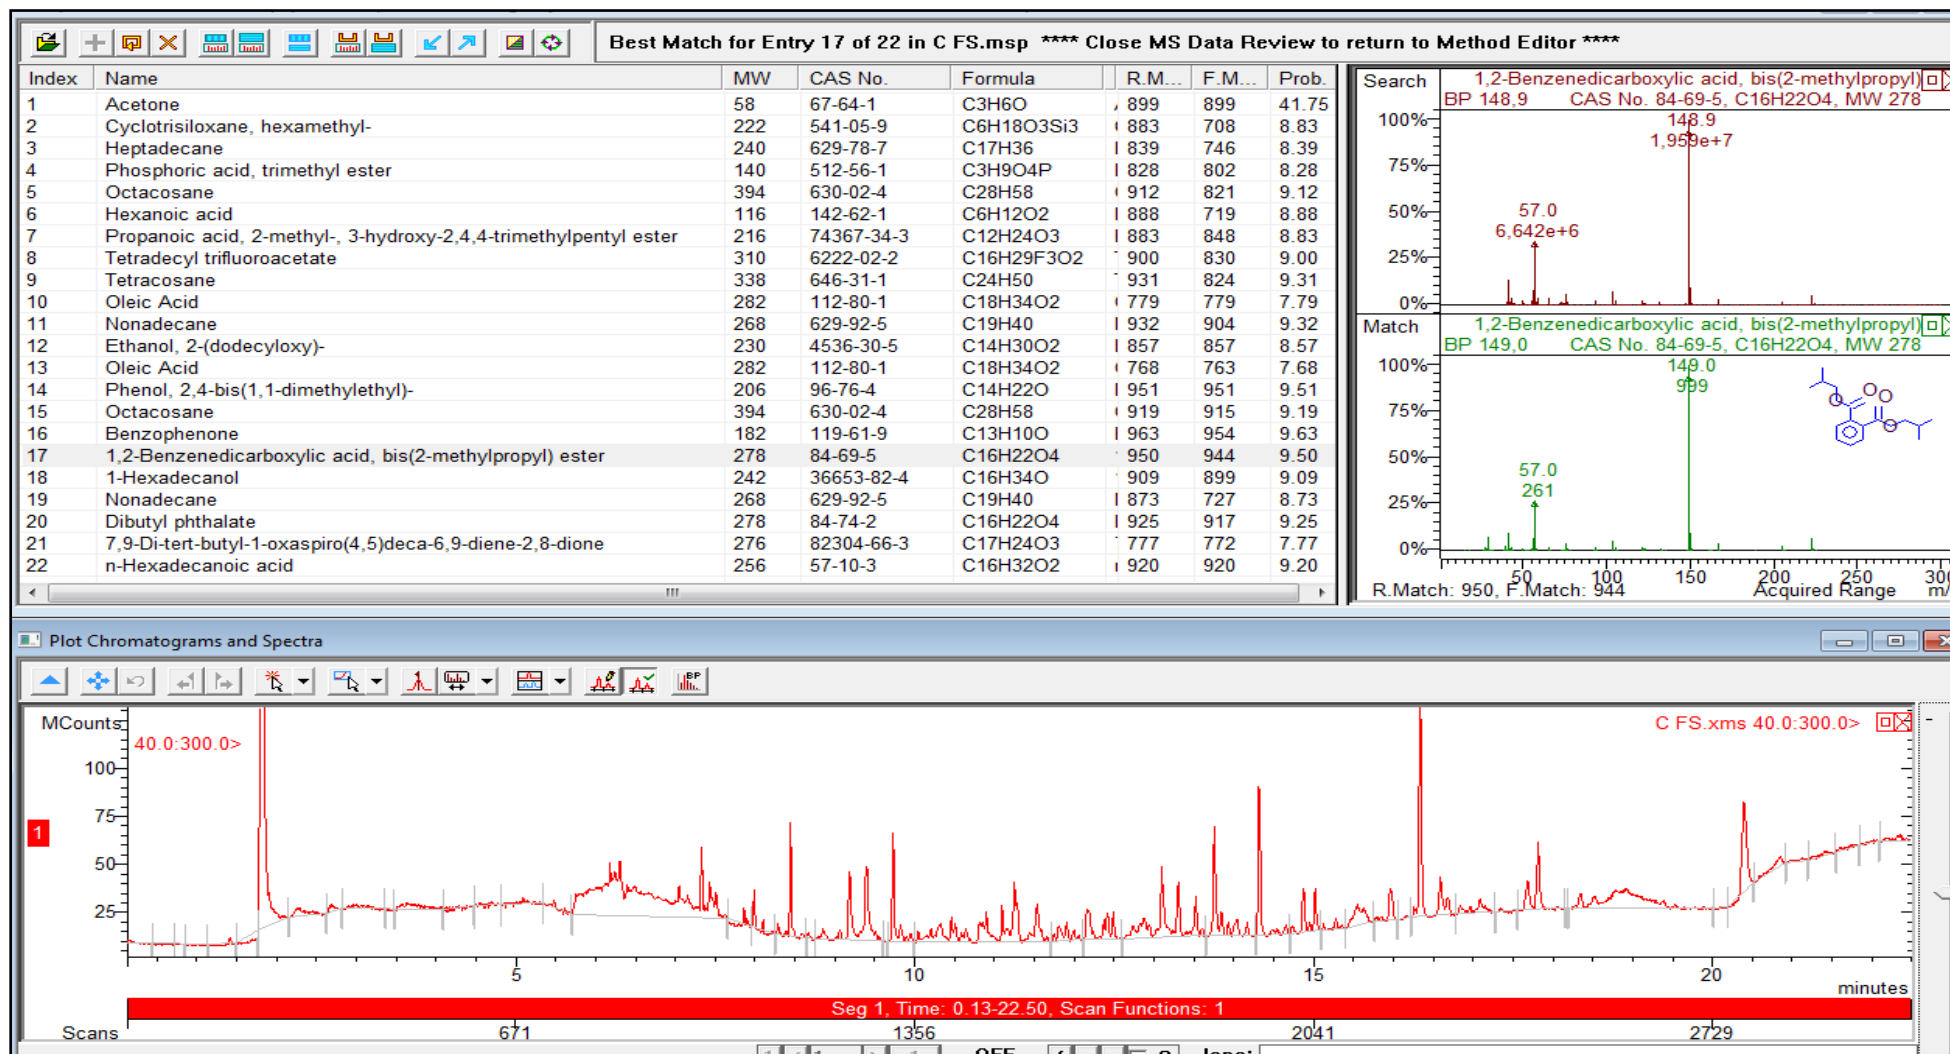 Best Match for Entry 17 of 22 in C FS.msp **** Close MS Data Review to return to Method Editor ****
Index Name MW CAS No. Formula R.M... F.M... Prob.
1 Acetone 58 67-64-1 C3H6O 899 899 41.75
2 Cyclotrisiloxane, hexamethyl- 222 541-05-9 C6H18O3Si3 883 708 8.83
3 Heptadecane 240 629-78-7 C17H36 839 746 8.39
4 Phosphoric acid, trimethyl ester 140 512-56-1 C3H9O4P 828 802 8.28
5 Octacosane 394 630-02-4 C28H58 912 821 9.12
6 Hexanoic acid 116 142-62-1 C6H12O2 888 719 8.88
7 Propanoic acid, 2-methyl-, 3-hydroxy-2,4,4-trimethylpentyl ester 216 74367-34-3 C12H24O3 883 848 8.83
8 Tetradecyl trifluoroacetate 310 6222-02-2 C16H29F3O2 900 830 9.00
9 Tetracosane 338 646-31-1 C24H50 931 824 9.31
10 Oleic Acid 282 112-80-1 C18H34O2 779 779 7.79
11 Nonadecane 268 629-92-5 C19H40 932 904 9.32
12 Ethanol, 2-(dodecyloxy)- 230 4536-30-5 C14H30O2 857 857 8.57
13 Oleic Acid 282 112-80-1 C18H34O2 768 763 7.68
14 Phenol, 2,4-bis(1,1-dimethylethyl)- 206 96-76-4 C14H22O 951 951 9.51
15 Octacosane 394 630-02-4 C28H58 919 915 9.19
16 Benzophenone 182 119-61-9 C13H10O 963 954 9.63
17 1,2-Benzenedicarboxylic acid, bis(2-methylpropyl) ester 278 84-69-5 C16H22O4 950 944 9.50
18 1-Hexadecanol 242 36653-82-4 C16H34O 909 899 9.09
19 Nonadecane 268 629-92-5 C19H40 873 727 8.73
20 Dibutyl phthalate 278 84-74-2 C16H22O4 925 917 9.25
21 7,9-Di-tert-butyl-1-oxaspiro(4,5)deca-6,9-diene-2,8-dione 276 82304-66-3 C17H24O3 777 772 7.77
22 n-Hexadecanoic acid 256 57-10-3 C16H32O2 920 920 9.20
Search 1,2-Benzenedicarboxylic acid, bis(2-methylpropyl)
BP 148,9 CAS No. 84-69-5, C16H22O4, MW 278
100%
148.9
1,959e+7
75%
50%
57.0
6,642e+6
25%
0%
Match 1,2-Benzenedicarboxylic acid, bis(2-methylpropyl)
BP 149,0 CAS No. 84-69-5, C16H22O4, MW 278
100%
149.0
999
O O O O
75%
50%
57.0
261
25%
0%
50 100 150 200 250 300
R.Match: 950, F.Match: 944 Acquired Range m/
Plot Chromatograms and Spectra
BP
MCounts
40.0:300.0>
C FS.xms 40.0:300.0>
100
75
1
50
25
5 10 15 20
minutes
Seg 1, Time: 0.13-22.50, Scan Functions: 1
Scans 671 1356 2041 2729